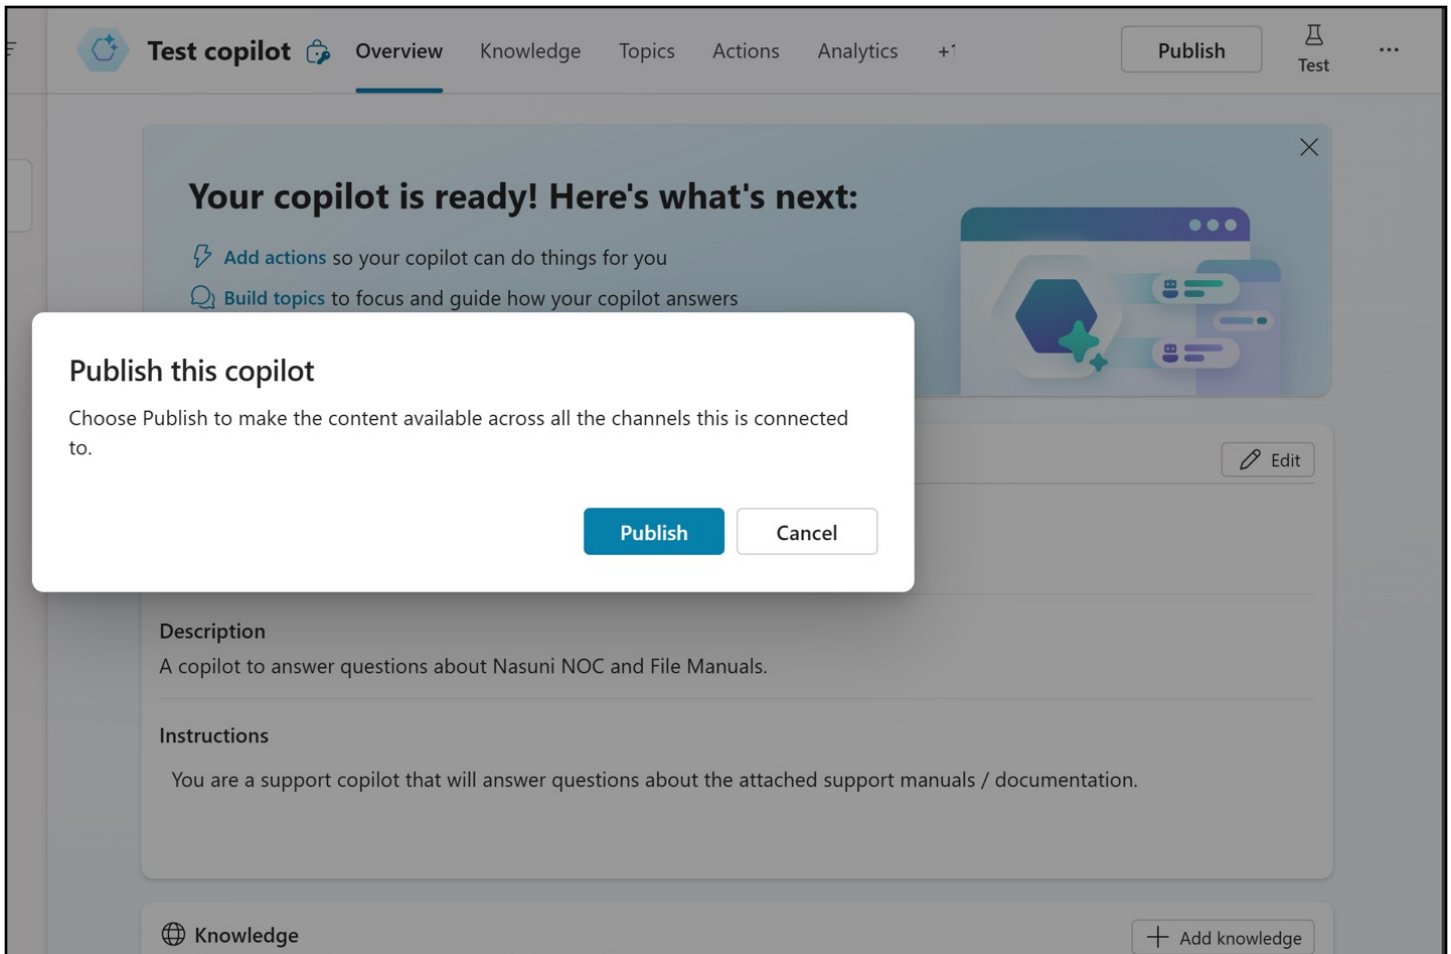 Test copilot
Overview
Knowledge
Topics
Actions
Analytics
Publish
Test
Your copilot is ready! Here's what's next:
Add actions so your copilot can do things for you
Build topics to focus and guide how your copilot answers
Publish this copilot
Choose Publish to make the content available across all the channels this is connected
to.
Publish
Cancel
Edit
Description
A copilot to answer questions about Nasuni NOC and File Manuals.
Instructions
You are a support copilot that will answer questions about the attached support manuals / documentation.
Knowledge
Add knowledge